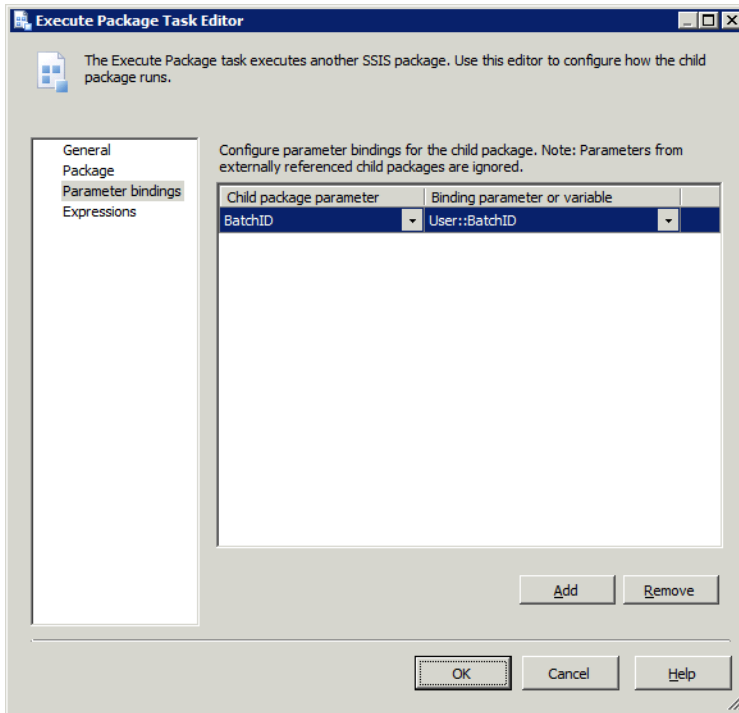 Execute Package Task Editor
The Execute Package task executes another SSIS package. Use this editor to configure how the child
package runs.
General
Package
Parameter bindings
Expressions
Configure parameter bindings for the child package. Note: Parameters from
externally referenced child packages are ignored.
Child package parameter Binding parameter or variable
BatchID User::BatchID
Add Remove
OK Cancel Help